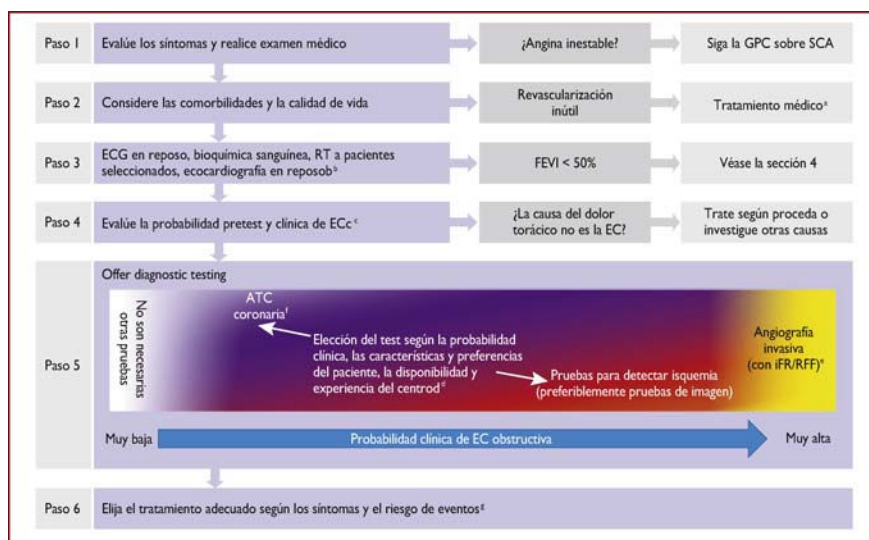 Paso 1
Evalúe los síntomas y realice examen médico
¿Angina inestable?
Siga la GPC sobre SCA
Paso 2
Considere las comorbilidades y la calidad de vida
Revascularización
inútil
Tratamiento médicoª
Paso 3
ECG en reposo, bioquímica sanguínea, RT a pacientes
seleccionados, ecocardiografía en reposob ᵇ
FEVI < 50%
Véase la sección 4
Paso 4
Evalúe la probabilidad pretest y clínica de ECc ᶜ
¿La causa del dolor
torácico no es la EC?
Trate según proceda o
investigue otras causas
Paso 5
Offer diagnostic testing
No son necesarias
otras pruebas
ATC
coronariaᶠ
Elección del test según la probabilidad
clínica, las características y preferencias
del paciente, la disponibilidad y
experiencia del centrod ᵈ
Pruebas para detectar isquemia
(preferiblemente pruebas de imagen)
Angiografía
invasiva
(con iFR/RFF)ᵉ
Muy baja
Probabilidad clínica de EC obstructiva
Muy alta
Paso 6
Elija el tratamiento adecuado según los síntomas y el riesgo de eventosᵍ